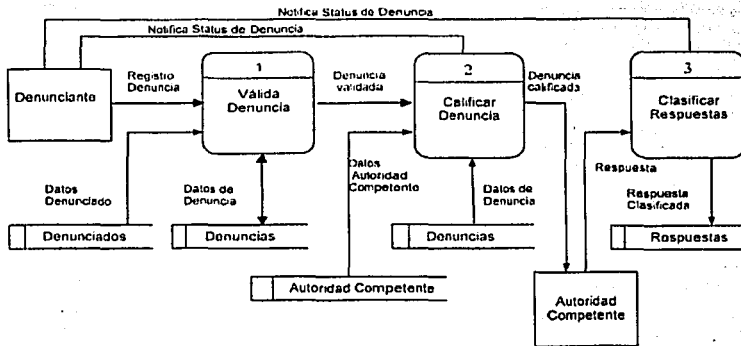 Notifica Status de Denuncia
Notifica Status de Denuncia
1
2
3
Denunciante
Registro
Denuncia
Válida
Denuncia
Denuncia
validada
Calificar
Denuncia
Denuncia
calificada
Clasificar
Respuestas
Datos
Denunciado
Datos de
Denuncia
Datos
Autoridad
Competente
Datos de
Denuncia
Respuesta
Respuesta
Clasificada
Denunciados
Denuncias
Denuncias
Respuestas
Autoridad Competente
Autoridad
Competente